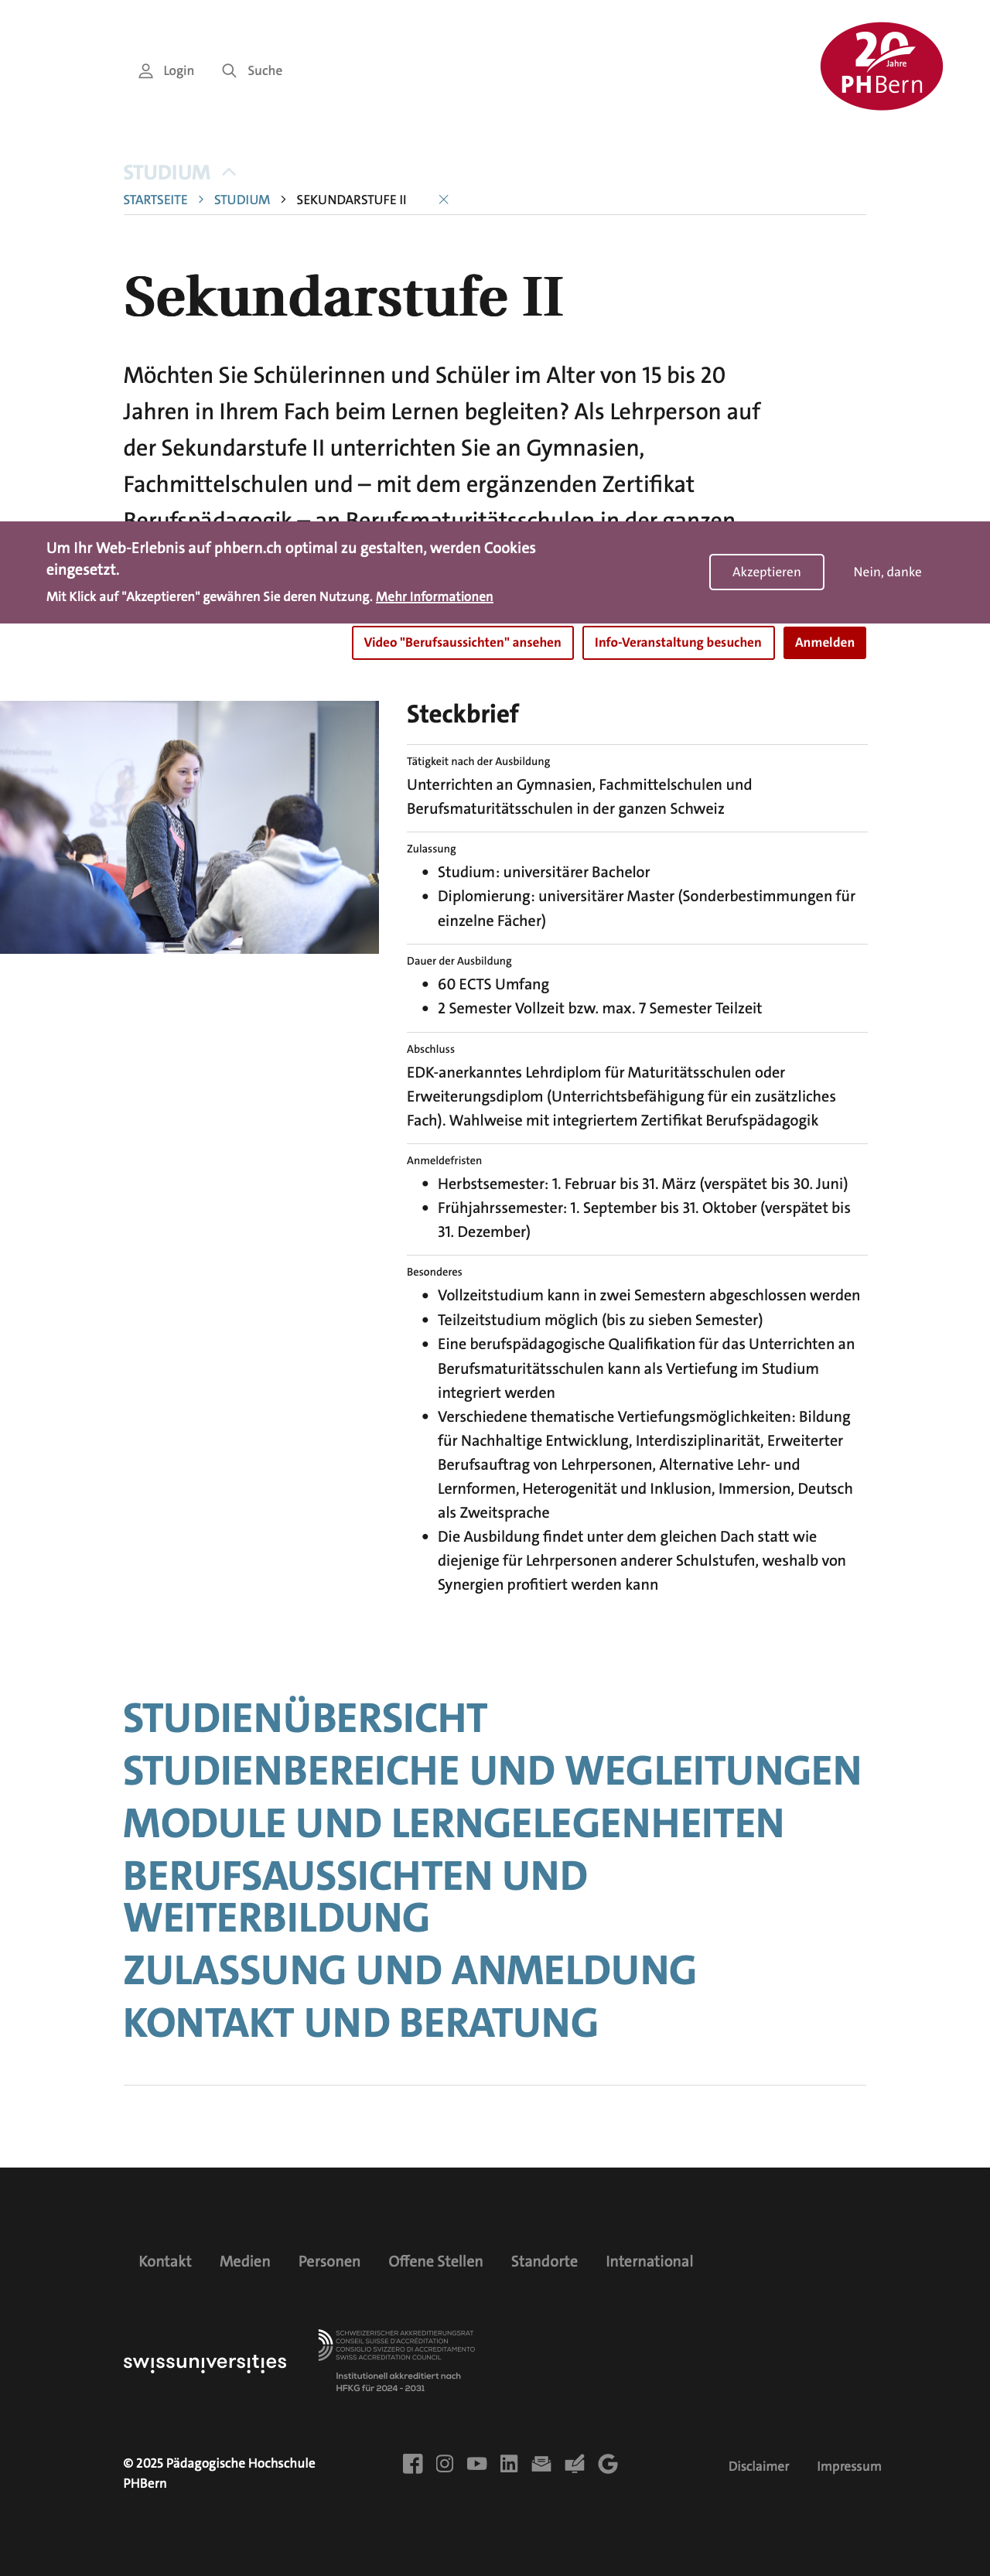 Login
Suche
20
Jahre
PHBern
STUDIUM
STARTSEITE > STUDIUM > SEKUNDARSTUFE II
Sekundarstufe II
Möchten Sie Schülerinnen und Schüler im Alter von 15 bis 20
Jahren in Ihrem Fach beim Lernen begleiten? Als Lehrperson auf
der Sekundarstufe II unterrichten Sie an Gymnasien,
Fachmittelschulen und – mit dem ergänzenden Zertifikat
Berufspädagogik – an Berufsmaturitätsschulen in der ganzen
Um Ihr Web-Erlebnis auf phbern.ch optimal zu gestalten, werden Cookies
eingesetzt.
Mit Klick auf "Akzeptieren" gewähren Sie deren Nutzung. Mehr Informationen
Akzeptieren
Nein, danke
Video "Berufsaussichten" ansehen
Info-Veranstaltung besuchen
Anmelden
Steckbrief
Tätigkeit nach der Ausbildung
Unterrichten an Gymnasien, Fachmittelschulen und
Berufsmaturitätsschulen in der ganzen Schweiz
Zulassung
• Studium: universitärer Bachelor
• Diplomierung: universitärer Master (Sonderbestimmungen für
einzelne Fächer)
Dauer der Ausbildung
• 60 ECTS Umfang
• 2 Semester Vollzeit bzw. max. 7 Semester Teilzeit
Abschluss
EDK-anerkanntes Lehrdiplom für Maturitätsschulen oder
Erweiterungsdiplom (Unterrichtsbefähigung für ein zusätzliches
Fach). Wahlweise mit integriertem Zertifikat Berufspädagogik
Anmeldefristen
• Herbstsemester: 1. Februar bis 31. März (verspätet bis 30. Juni)
• Frühjahrssemester: 1. September bis 31. Oktober (verspätet bis
31. Dezember)
Besonderes
• Vollzeitstudium kann in zwei Semestern abgeschlossen werden
• Teilzeitstudium möglich (bis zu sieben Semester)
• Eine berufspädagogische Qualifikation für das Unterrichten an
Berufsmaturitätsschulen kann als Vertiefung im Studium
integriert werden
• Verschiedene thematische Vertiefungsmöglichkeiten: Bildung
für Nachhaltige Entwicklung, Interdisziplinarität, Erweiterter
Berufsauftrag von Lehrpersonen, Alternative Lehr- und
Lernformen, Heterogenität und Inklusion, Immersion, Deutsch
als Zweitsprache
• Die Ausbildung findet unter dem gleichen Dach statt wie
diejenige für Lehrpersonen anderer Schulstufen, weshalb von
Synergien profitiert werden kann
STUDIENÜBERSICHT
STUDIENBEREICHE UND WEGLEITUNGEN
MODULE UND LERNGELEGENHEITEN
BERUFSAUSSICHTEN UND
WEITERBILDUNG
ZULASSUNG UND ANMELDUNG
KONTAKT UND BERATUNG
Kontakt
Medien
Personen
Offene Stellen
Standorte
International
swissuniversities
SCHWEIZERISCHER AKKREDITIERUNGSRAT
CONSEIL SUISSE D'ACCRÉDITATION
CONSIGLIO SVIZZERO DI ACCREDITAMENTO
SWISS ACCREDITATION COUNCIL
Institutionell akkreditiert nach
HFKG für 2024 - 2031
© 2025 Pädagogische Hochschule
PHBern
Disclaimer
Impressum